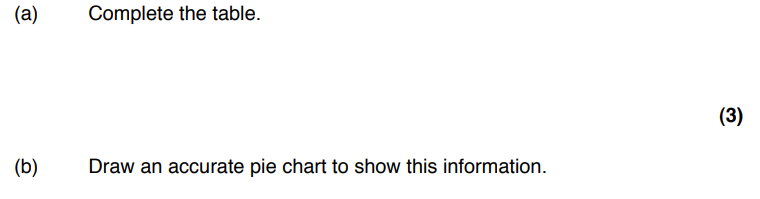 (a) Complete the table.
(3)
(b) Draw an accurate pie chart to show this information.